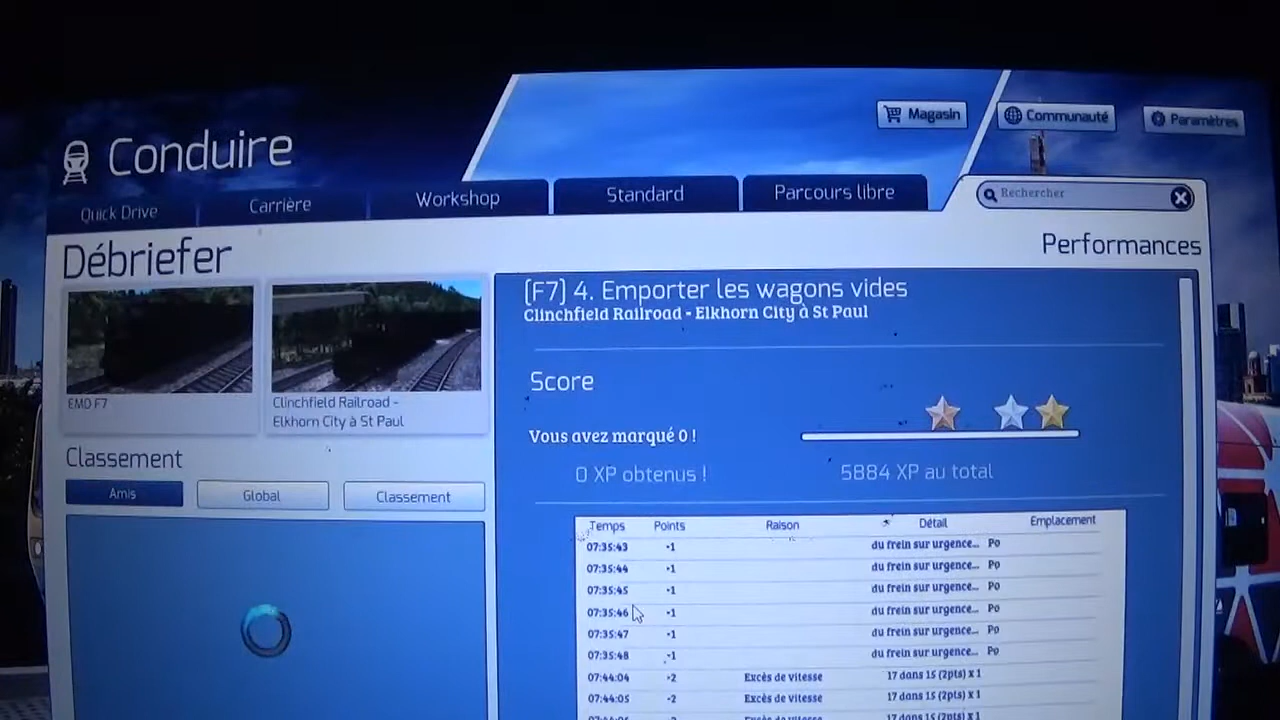 Conduire
Magasin
Communauté
Paramètres
Quick Drive
Carrière
Workshop
Standard
Parcours libre
Rechercher
Débriefer
Performances
EMD F7
Clinchfield Railroad -
Elkhorn City à St Paul
Classement
Amis
Global
Classement
[F7] 4. Emporter les wagons vides
Clinchfield Railroad - Elkhorn City à St Paul
Score
Vous avez marqué 0 !
0 XP obtenus !
5884 XP au total
Temps Points Raison Détail Emplacement
07:35:43 -1 du frein sur urgence... Po
07:35:44 -1 du frein sur urgence... Po
07:35:45 -1 du frein sur urgence... Po
07:35:46 -1 du frein sur urgence... Po
07:35:47 -1 du frein sur urgence... Po
07:35:48 -1 du frein sur urgence... Po
07:44:04 -2 Excès de vitesse 17 dans 15 (2pts) x 1
07:44:05 -2 Excès de vitesse 17 dans 15 (2pts) x 1